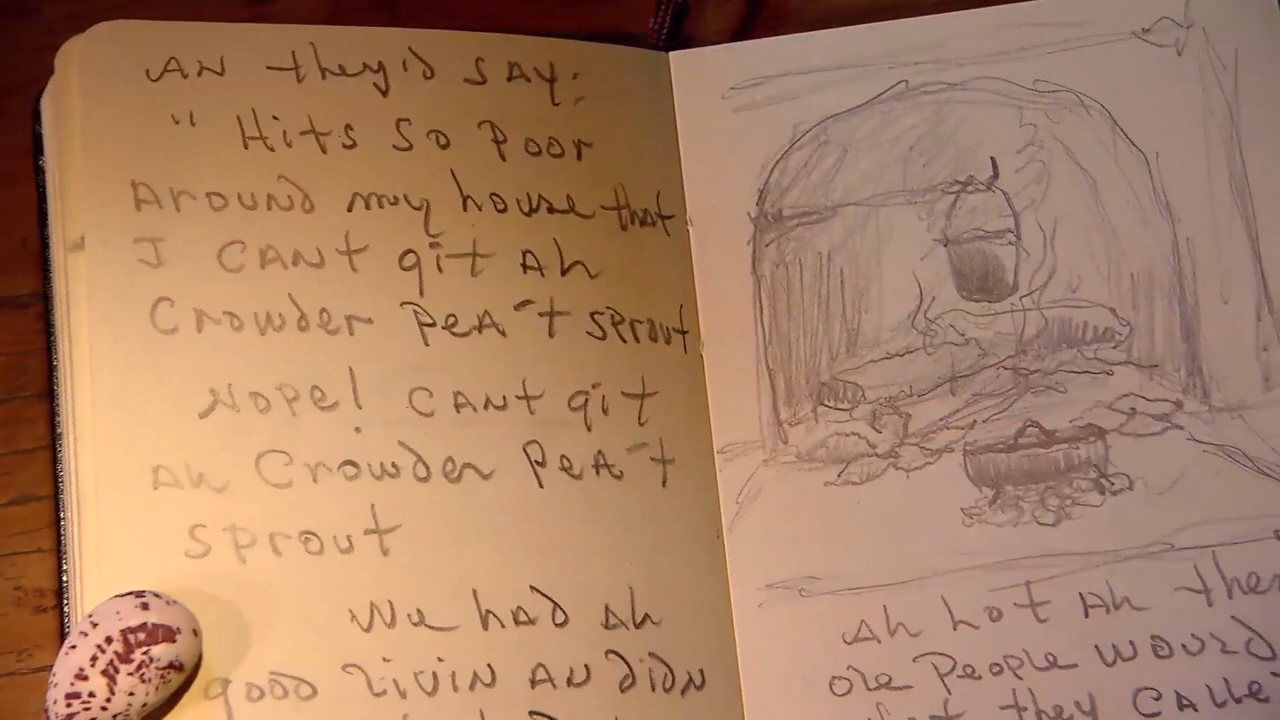 AN they'd SAY:
" Hits So Poor
Around my house that
I CANt git Ah
Crowder PeA t sprout
Nope! CANt git
Ah Crowder PeA t
sprout
We had Ah
good livin AN didn
Ah lot Ah the
ole People would
they CAlle